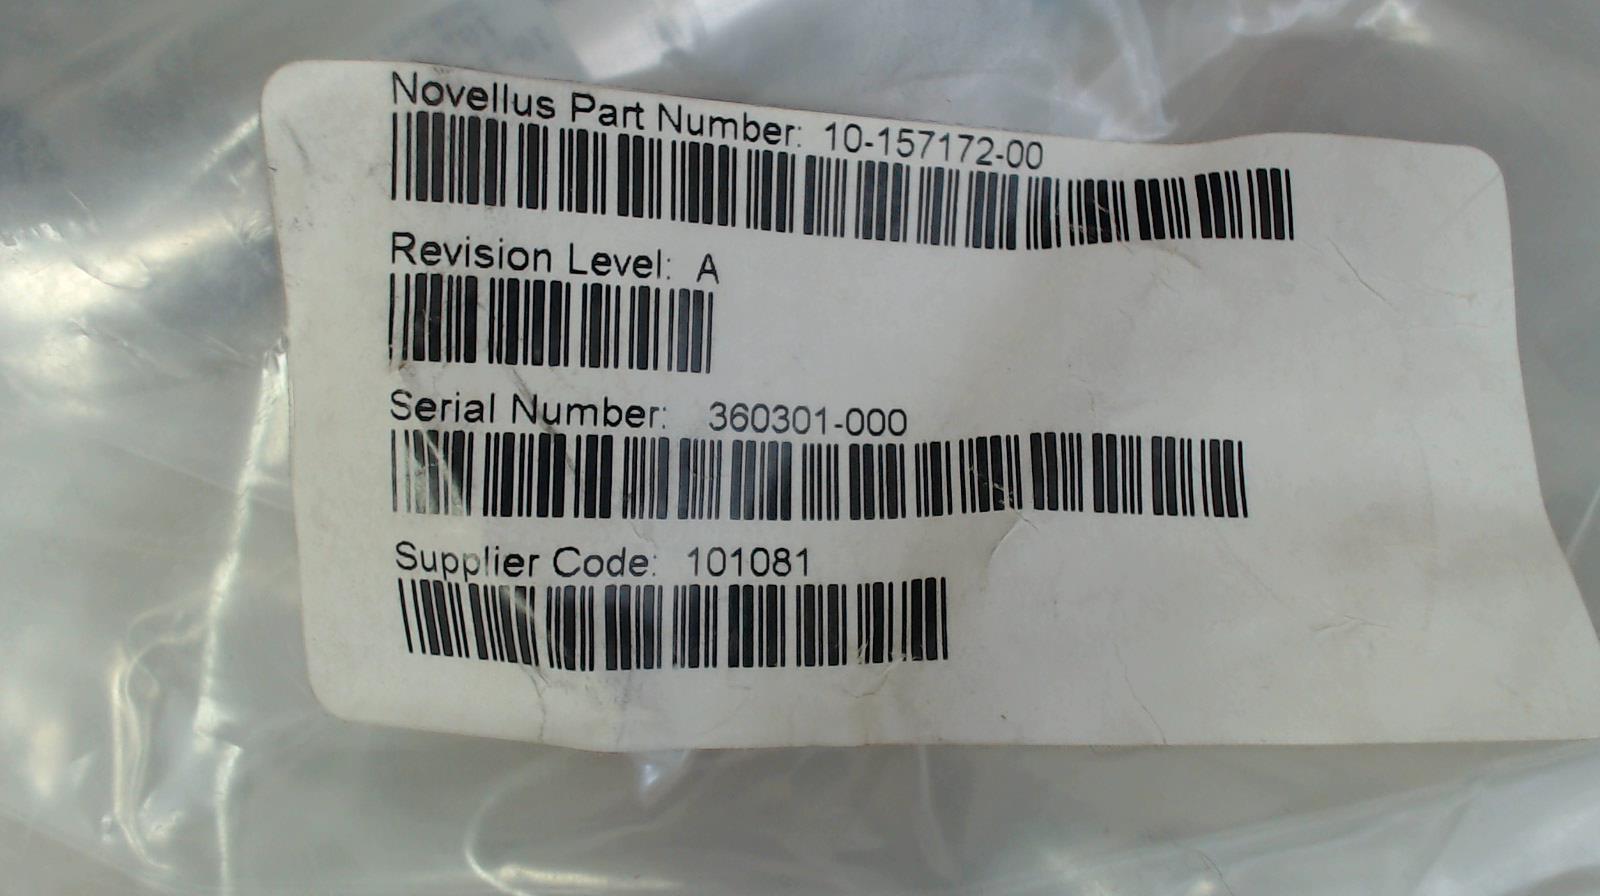 Novellus Part Number: 10-157172-00
Revision Level: A
Serial Number: 360301-000
Supplier Code: 101081